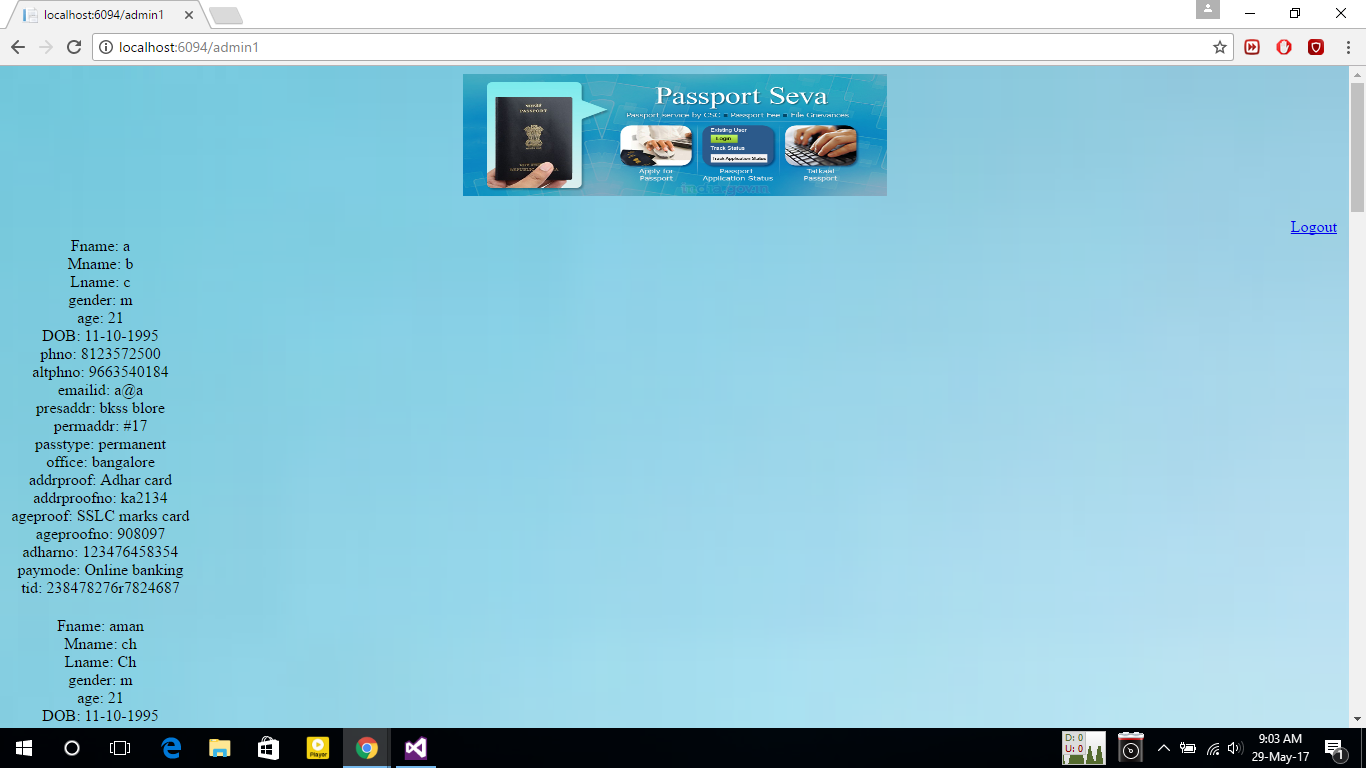 localhost:6094/admin1
localhost:6094/admin1
Passport Seva
Passport service by CSC • Passport Fee • File Grievances
Existing User
Login
Track Status
Track Application Status
Apply for
Passport
Passport
Application Status
Tatkaal
Passport
PASSPORT
Logout
Fname: a
Mname: b
Lname: c
gender: m
age: 21
DOB: 11-10-1995
phno: 8123572500
altphno: 9663540184
emailid: a@a
presaddr: bkss blore
permaddr: #17
passtype: permanent
office: bangalore
addrproof: Adhar card
addrproofno: ka2134
ageproof: SSLC marks card
ageproofno: 908097
adharno: 123476458354
paymode: Online banking
tid: 238478276r7824687
Fname: aman
Mname: ch
Lname: Ch
gender: m
age: 21
DOB: 11-10-1995
Player
D: 0
U: 0
9:03 AM
29-May-17
1